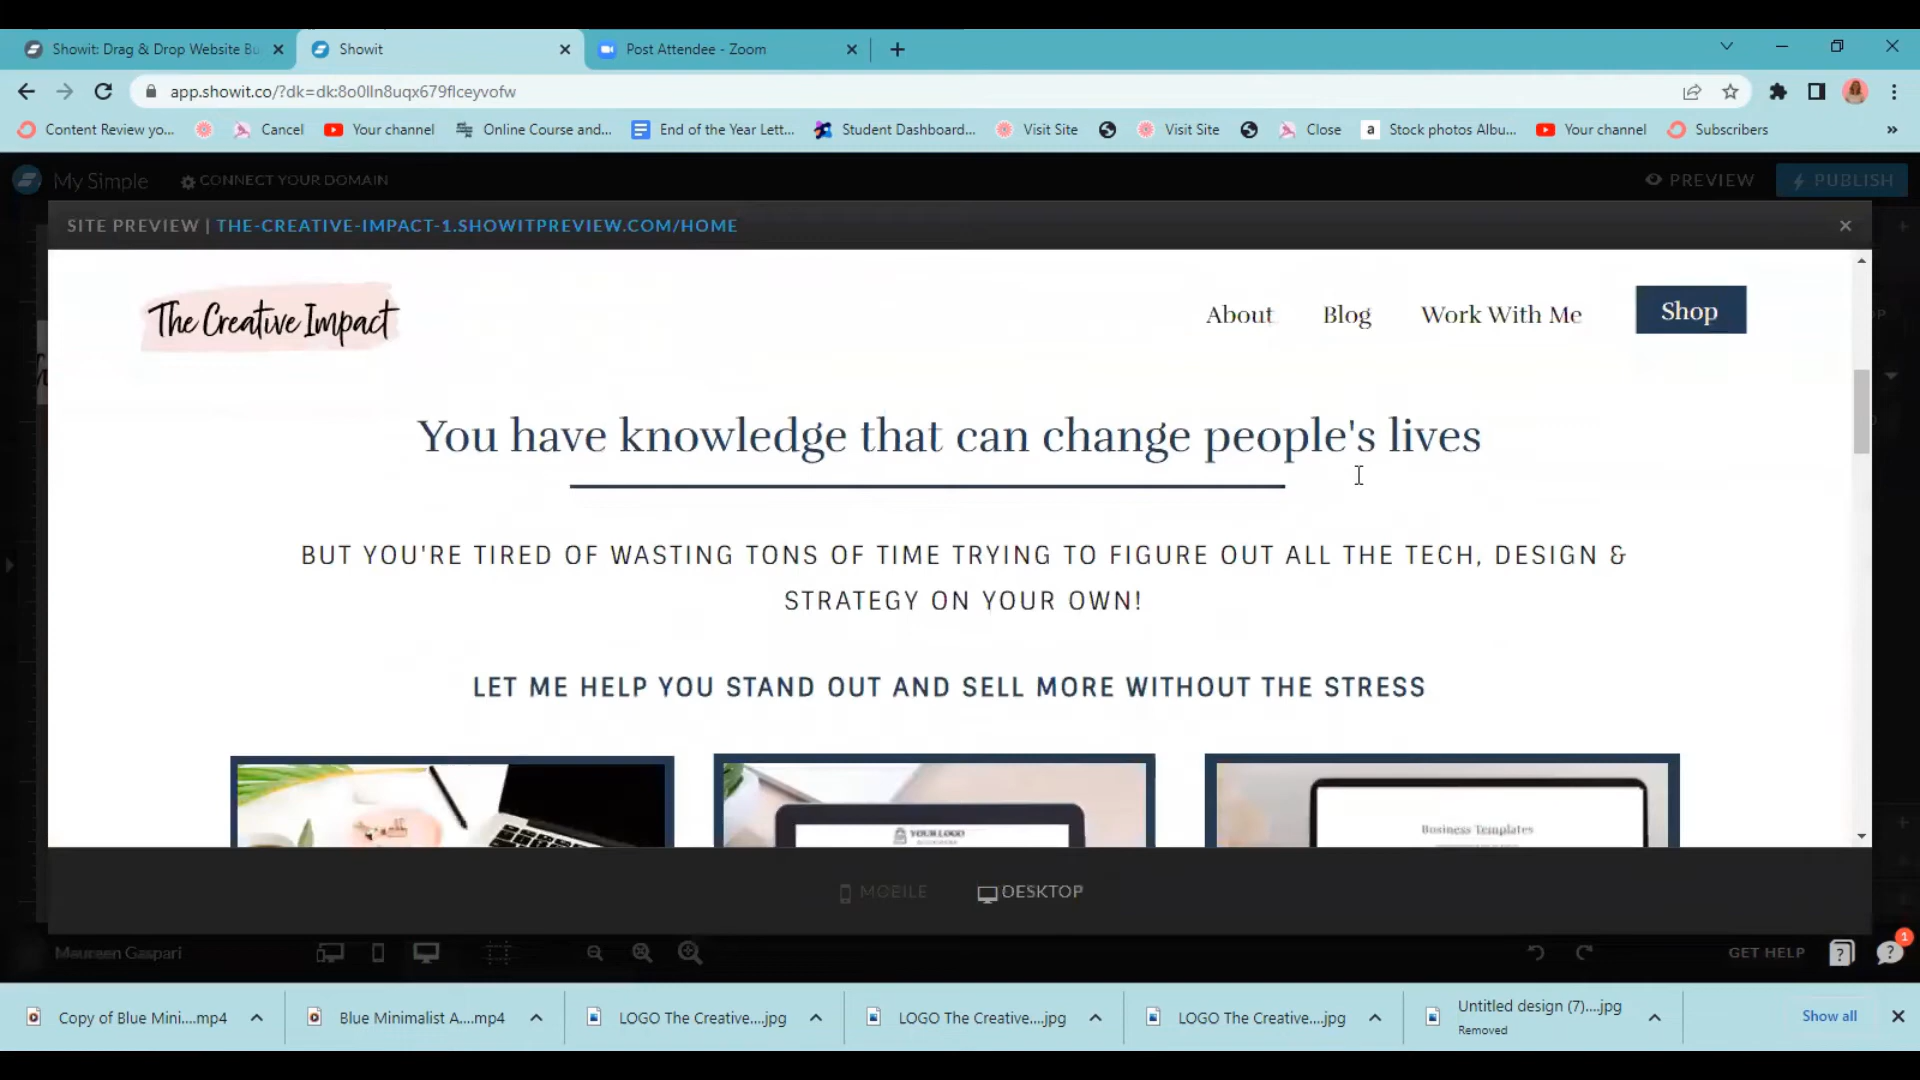 Showit: Drag & Drop Website Bu
Showit
Post Attendee - Zoom
app.showit.co/?dk=dk:8o0lln8uqx679flceyvofw
Content Review yo...
Cancel
Your channel
Online Course and...
End of the Year Lett...
Student Dashboard...
Visit Site
Visit Site
Close
a
Stock photos Albu...
Your channel
Subscribers
»
My Simple
CONNECT YOUR DOMAIN
PREVIEW
PUBLISH
SITE PREVIEW | THE-CREATIVE-IMPACT-1.SHOWITPREVIEW.COM/HOME
The Creative Impact
About
Blog
Work With Me
Shop
You have knowledge that can change people's lives
BUT YOU'RE TIRED OF WASTING TONS OF TIME TRYING TO FIGURE OUT ALL THE TECH, DESIGN &
STRATEGY ON YOUR OWN!
LET ME HELP YOU STAND OUT AND SELL MORE WITHOUT THE STRESS
YOUR LOGO
Business Templates
MOBILE
DESKTOP
Maureen Gaspari
GET HELP
1
Copy of Blue Mini....mp4
Blue Minimalist A....mp4
LOGO The Creative....jpg
LOGO The Creative....jpg
LOGO The Creative....jpg
Untitled design (7)....jpg
Removed
Show all